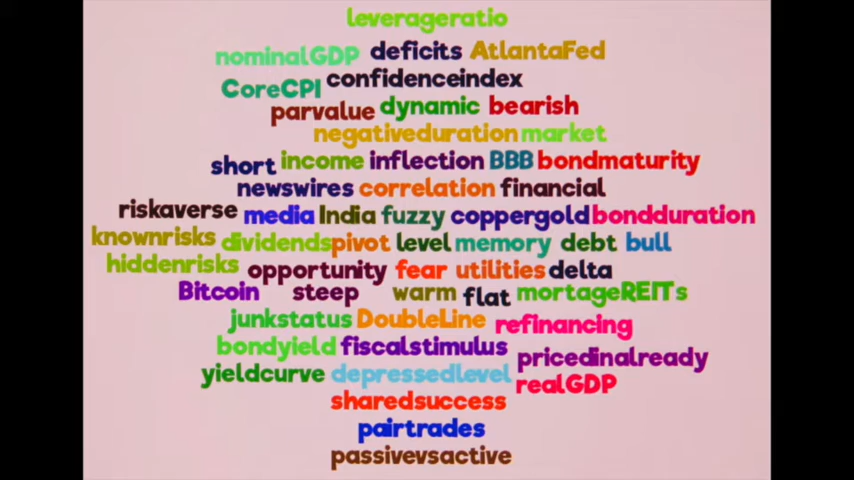 leverageratio
nominalGDP deficits AtlantaFed
CoreCPI confidenceindex
parvalue dynamic bearish
negativeduration market
short income inflection BBB bondmaturity
newswires correlation financial
riskaverse media India fuzzy coppergold bondduration
knownrisks dividends pivot level memory debt bull
hiddenrisks opportunity fear utilities delta
Bitcoin steep warm flat mortageREITs
junkstatus DoubleLine refinancing
bondyield fiscalstimulus pricedinalready
yieldcurve depressedlevel realGDP
sharedsuccess
pairtrades
passivevsactive